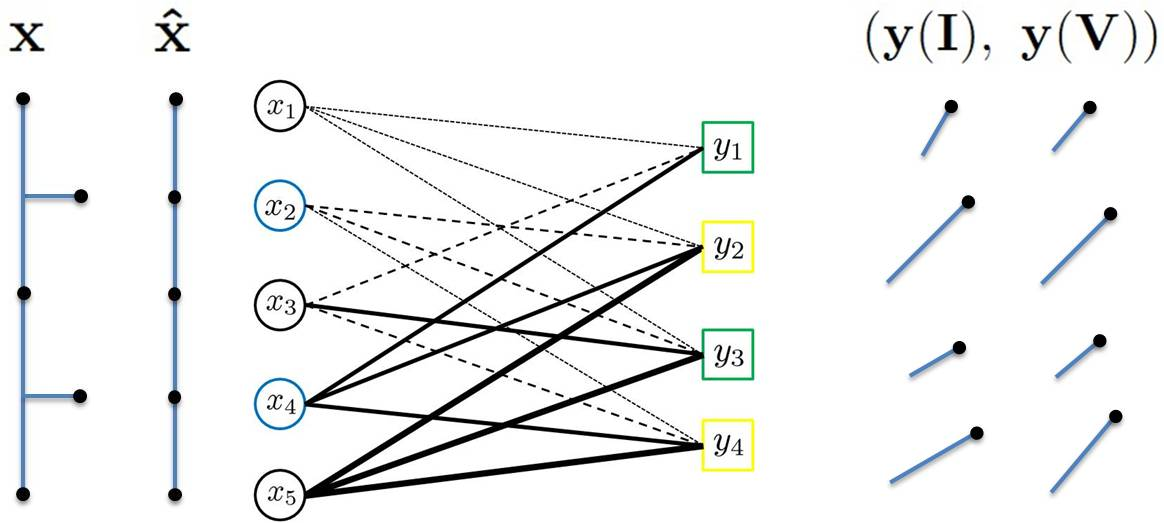 x x̂ (y(I), y(V))
x₁
y₁
x₂
y₂
x₃
y₃
x₄
y₄
x₅